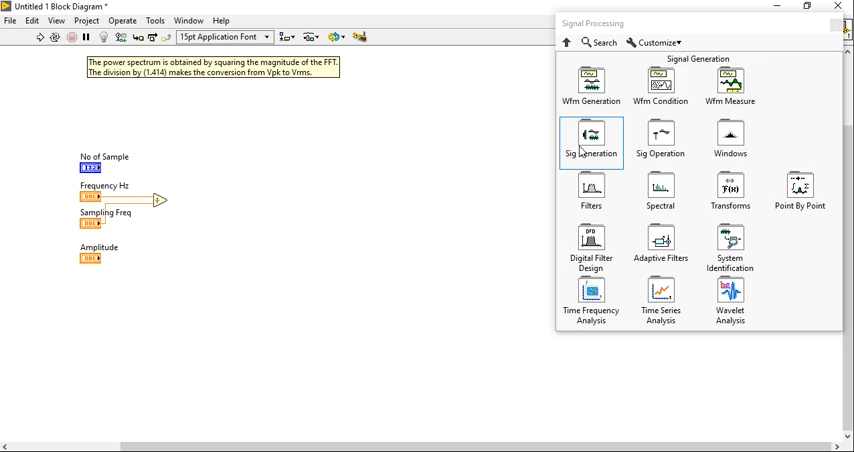 Untitled 1 Block Diagram *
File Edit View Project Operate Tools Window Help
15pt Application Font
The power spectrum is obtained by squaring the magnitude of the FFT.
The division by (1.414) makes the conversion from Vpk to Vrms.
No of Sample
Frequency Hz
Sampling Freq
Amplitude
Signal Processing
Search Customize
Signal Generation
Wfm Generation Wfm Condition Wfm Measure
Sig Generation Sig Operation Windows
Filters Spectral Transforms Point By Point
Digital Filter Design Adaptive Filters System Identification
Time Frequency Analysis Time Series Analysis Wavelet Analysis